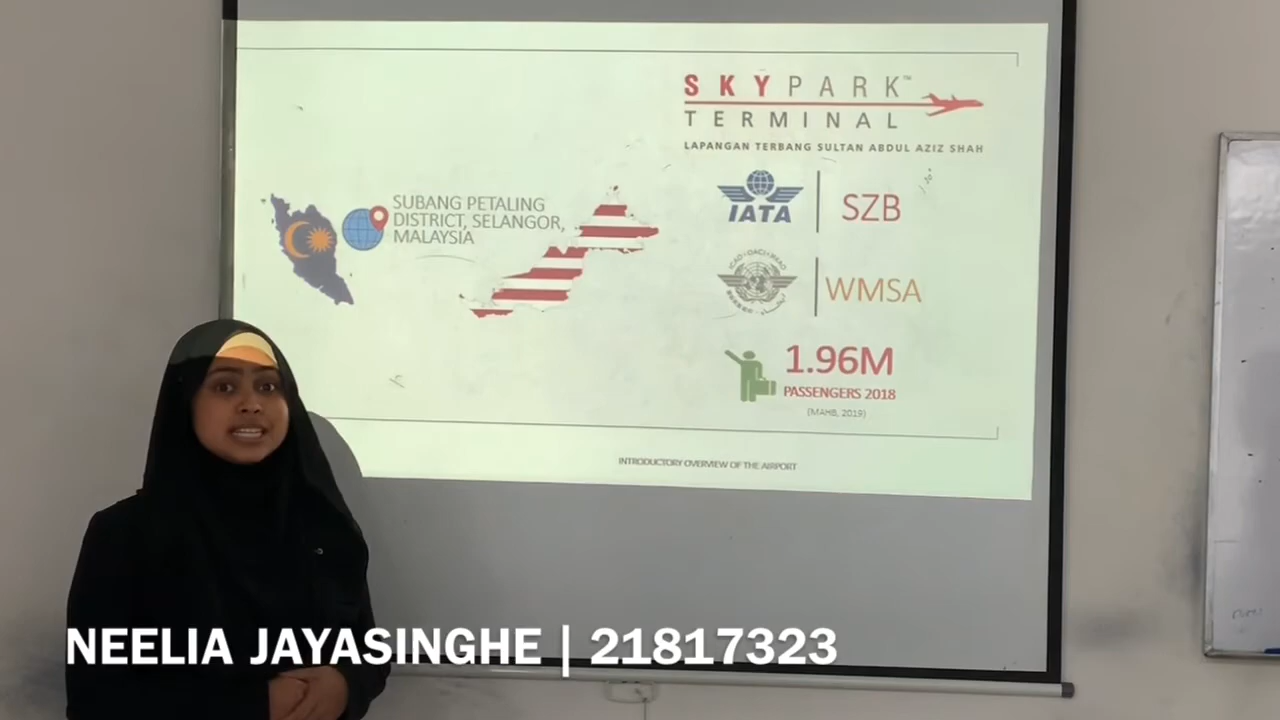 SKYPARK™
TERMINAL
LAPANGAN TERBANG SULTAN ABDUL AZIZ SHAH
SUBANG PETALING
DISTRICT, SELANGOR,
MALAYSIA
IATA
SZB
WMSA
1.96M
PASSENGERS 2018
(MAHB, 2019)
INTRODUCTORY OVERVIEW OF THE AIRPORT
NEELIA JAYASINGHE | 21817323